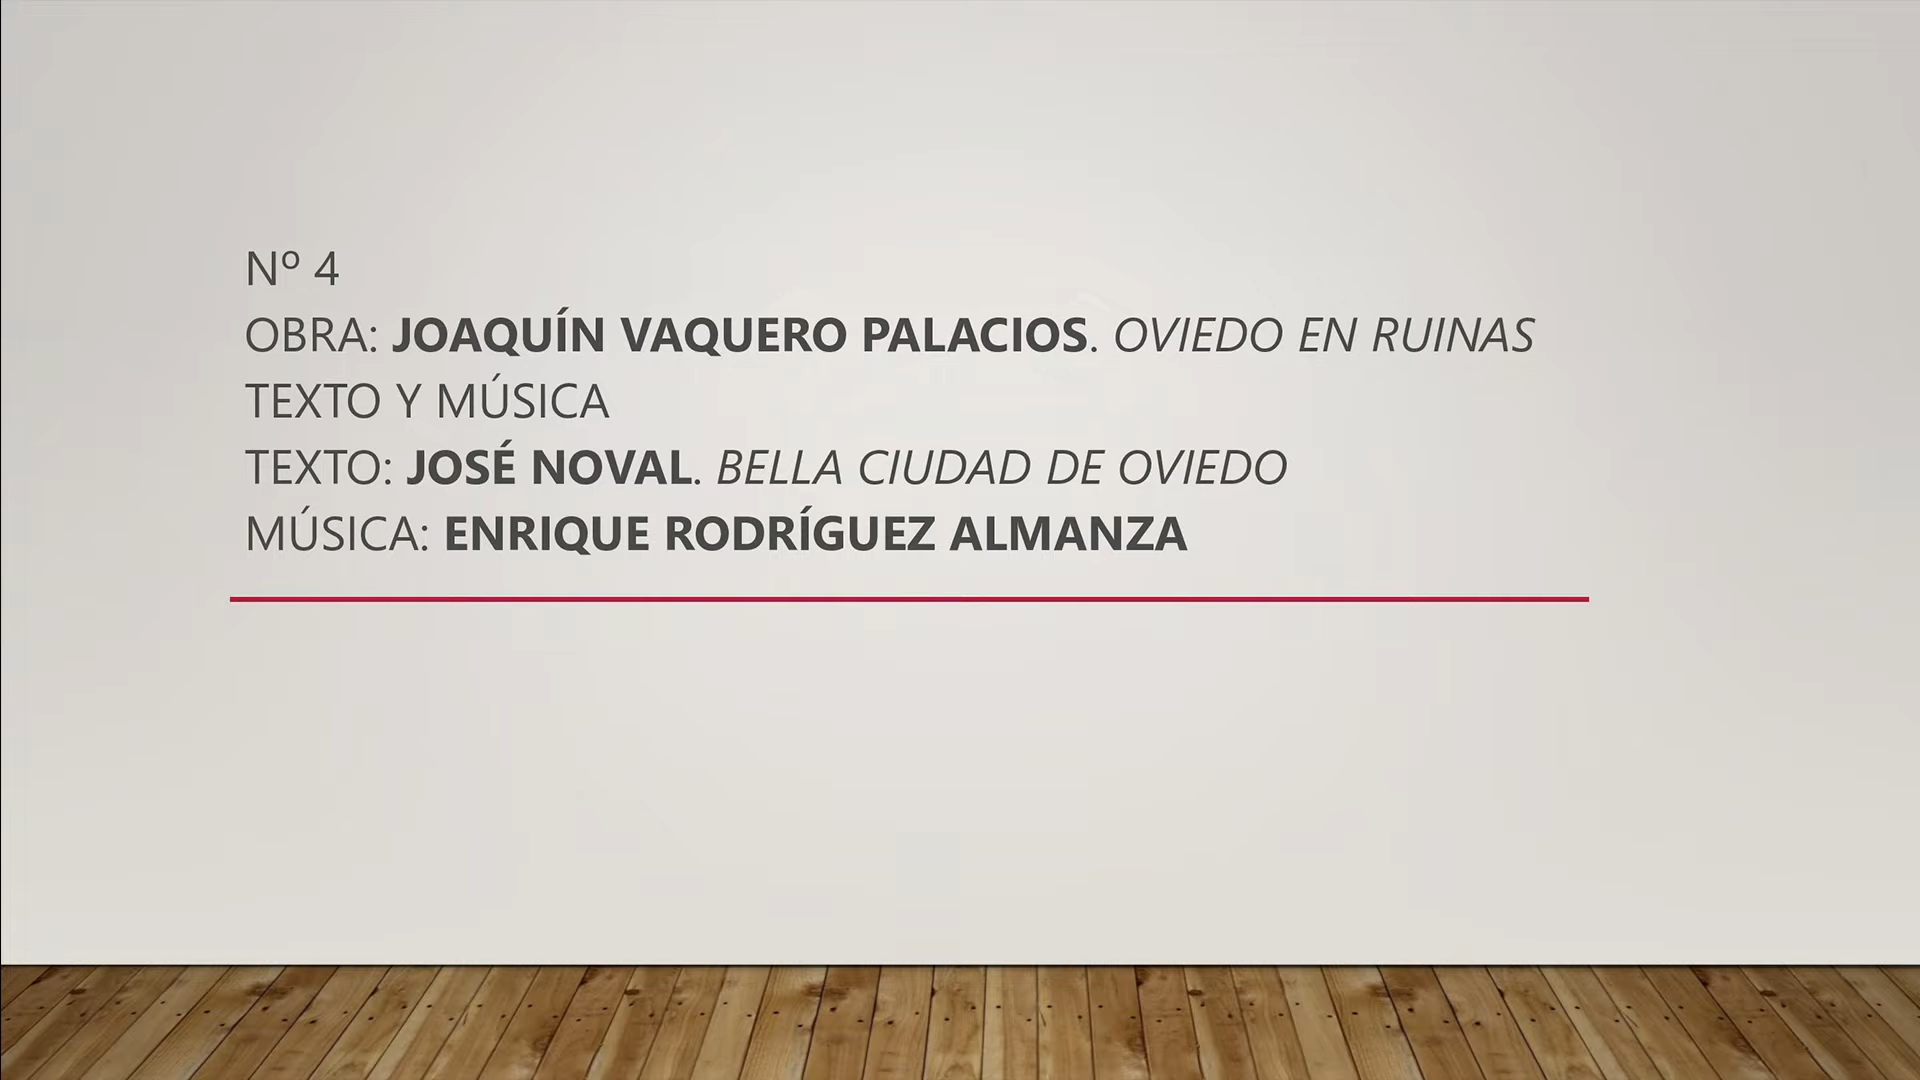 Nº 4
OBRA: JOAQUÍN VAQUERO PALACIOS. OVIEDO EN RUINAS
TEXTO Y MÚSICA
TEXTO: JOSÉ NOVAL. BELLA CIUDAD DE OVIEDO
MÚSICA: ENRIQUE RODRÍGUEZ ALMANZA